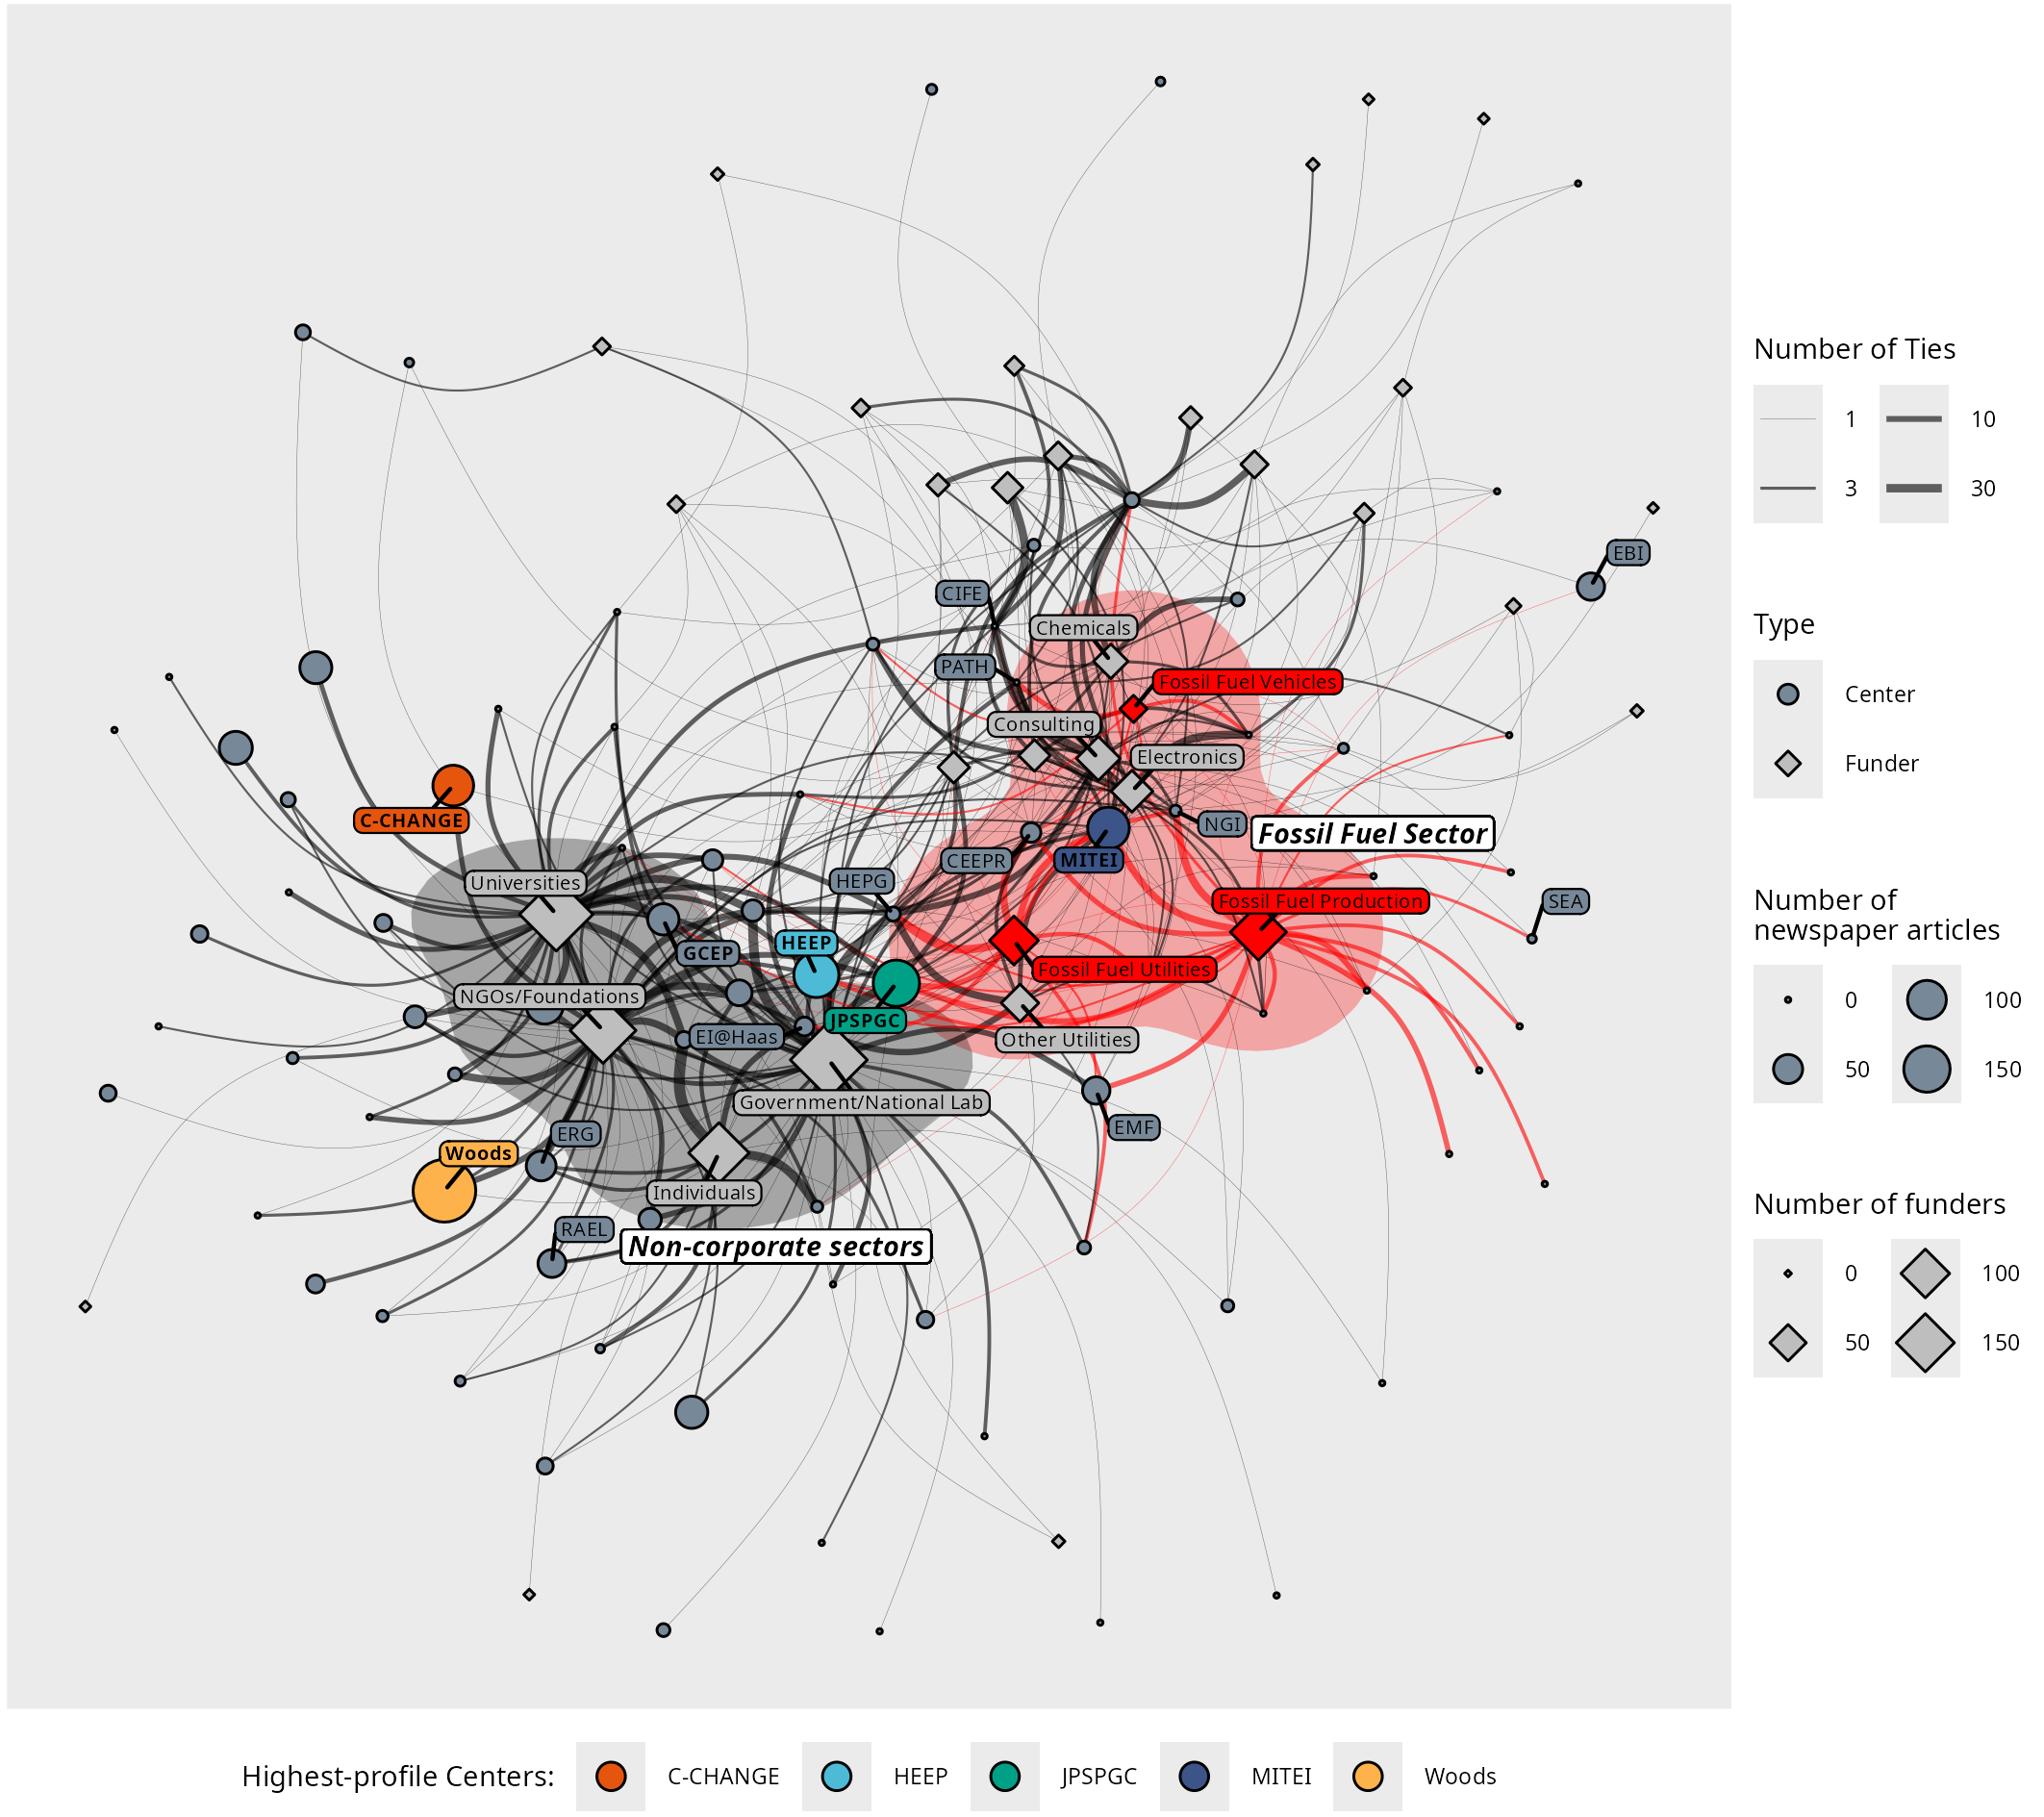 EBI
CIFE
Chemicals
PATH
Fossil Fuel Vehicles
Consulting
Electronics
C-CHANGE
NGI
Fossil Fuel Sector
CEEPR
MITEI
Universities
HEPG
Fossil Fuel Production
SEA
GCEP
HEEP
Fossil Fuel Utilities
NGOs/Foundations
JPSPGC
EI@Haas
Other Utilities
Government/National Lab
EMF
ERG
Woods
Individuals
RAEL
Non-corporate sectors
Number of Ties
1
10
3
30
Type
Center
Funder
Number of
newspaper articles
0
100
50
150
Number of funders
0
100
50
150
Highest-profile Centers:
C-CHANGE
HEEP
JPSPGC
MITEI
Woods